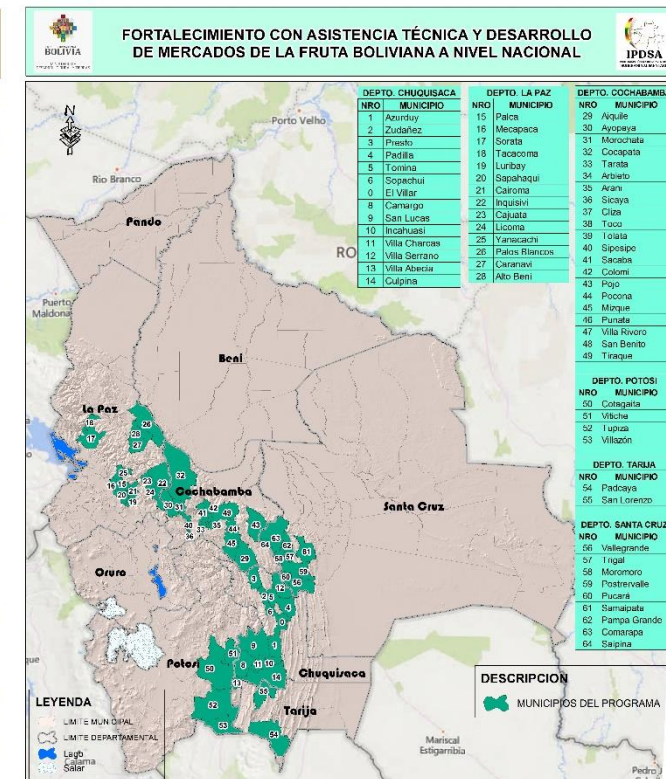 BOLIVIA
FORTALECIMIENTO CON ASISTENCIA TÉCNICA Y DESARROLLO
DE MERCADOS DE LA FRUTA BOLIVIANA A NIVEL NACIONAL
IPDSA
N
Porto Velho
Rio Branco
Puerto
Maldona
Pando
RO
Beni
La Paz
Cochabamba
Santa Cruz
Oruro
Potosi
Chuquisaca
Tarija
Mariscal
Estigarribia
Pedro
Calama
DEPTO. CHUQUISACA
NRO MUNICIPIO
1 Azurduy
2 Zudañez
3 Presto
4 Padilla
5 Tomina
6 Sopachui
0 El Villar
8 Camargo
9 San Lucas
10 Incahuasi
11 Villa Charcas
12 Villa Serrano
13 Villa Abecia
14 Culpina
DEPTO. LA PAZ
NRO MUNICIPIO
15 Palca
16 Mecapaca
17 Sorata
18 Tacacoma
19 Luribay
20 Sapahaqui
21 Cairoma
22 Inquisivi
23 Cajuata
24 Licoma
25 Yanacachi
26 Palos Blancos
27 Caranavi
28 Alto Beni
DEPTO. COCHABAMBA
NRO MUNICIPIO
29 Aiquile
30 Ayopaya
31 Morochata
32 Cocapata
33 Tarata
34 Arbieto
35 Arani
36 Sicaya
37 Cliza
38 Toco
39 Tolata
40 Sipesipe
41 Sacaba
42 Colomi
43 Pojo
44 Pocona
45 Mizque
46 Punata
47 Villa Rivero
48 San Benito
49 Tiraque
DEPTO. POTOSI
NRO MUNICIPIO
50 Cotagaita
51 Vitiche
52 Tupiza
53 Villazón
DEPTO. TARIJA
NRO MUNICIPIO
54 Padcaya
55 San Lorenzo
DEPTO. SANTA CRUZ
NRO MUNICIPIO
56 Vallegrande
57 Trigal
58 Moromoro
59 Postrervalle
60 Pucará
61 Samaipata
62 Pampa Grande
63 Comarapa
64 Saipina
LEYENDA
LIMITE MUNICIPAL
LIMITE DEPARTAMENTAL
Lago
Salar
DESCRIPCION
MUNICIPIOS DEL PROGRAMA